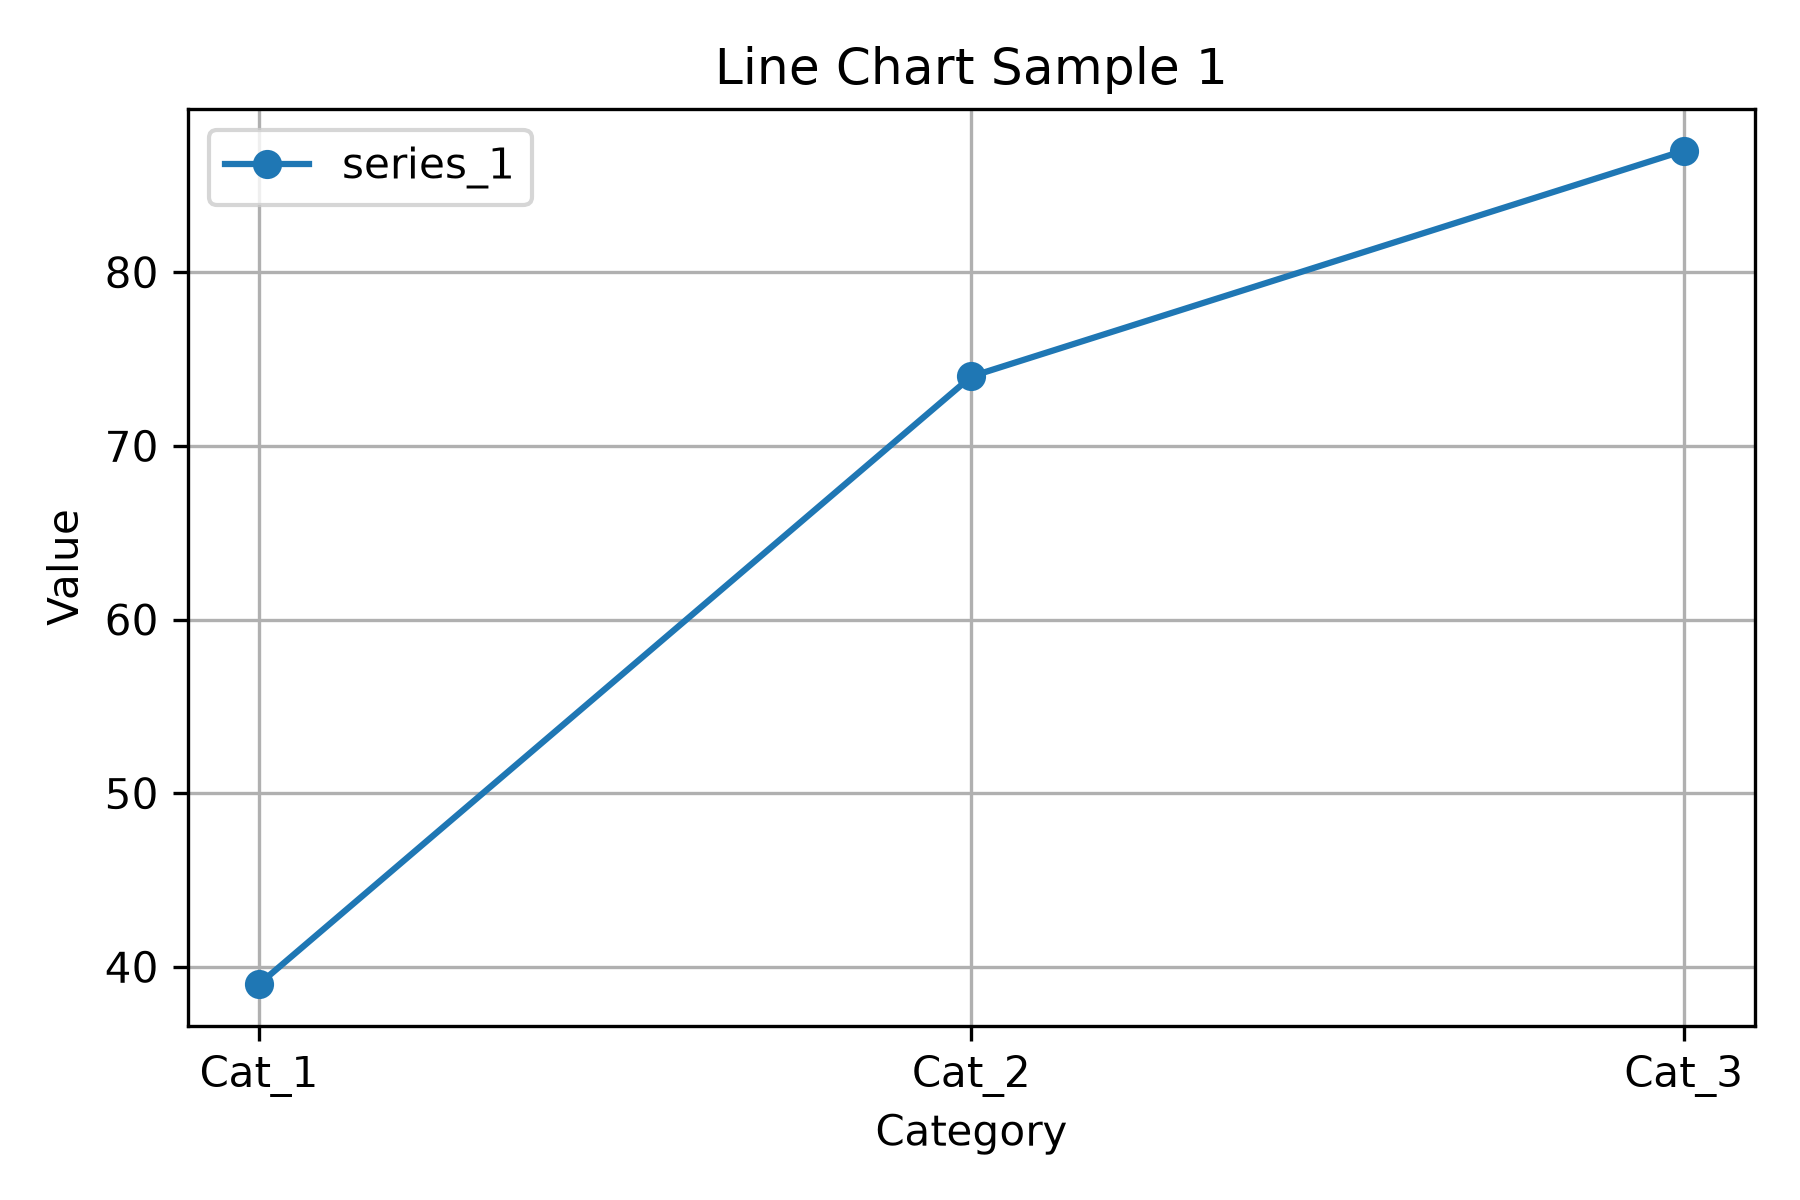 Line Chart Sample 1
series_1
80
70
60
50
40
Value
Cat_1 Cat_2 Cat_3
Category